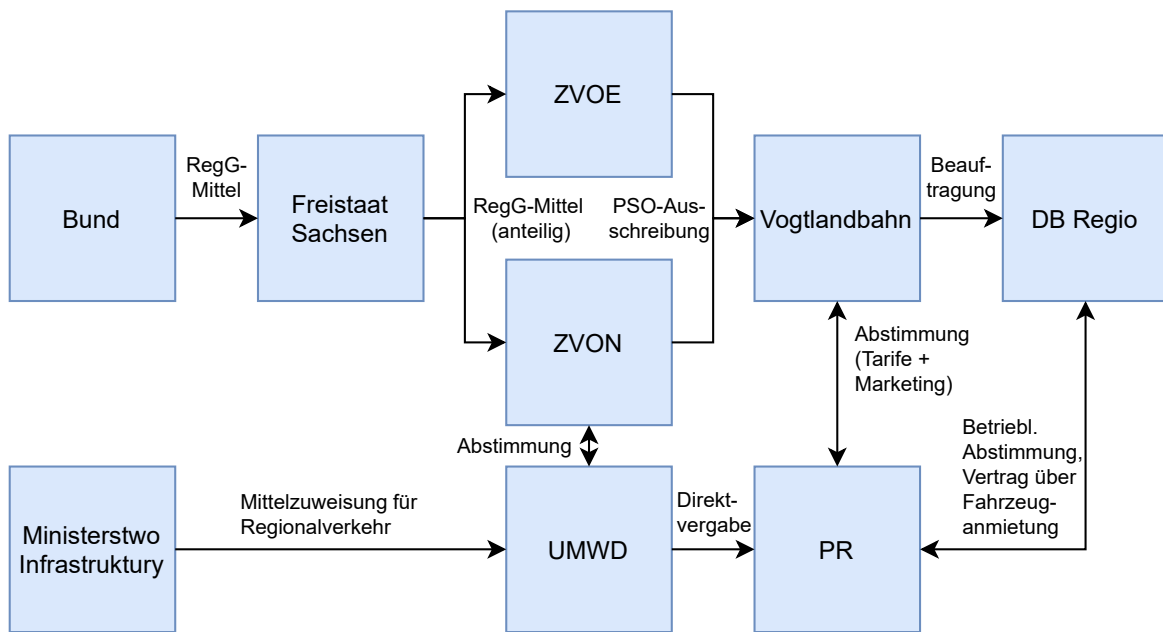 ZVOE
RegG-
Mittel
Beauf-
tragung
Bund
Freistaat
Sachsen
RegG-Mittel
(anteilig)
PSO-Aus-
schreibung
Vogtlandbahn
DB Regio
ZVON
Abstimmung
(Tarife +
Marketing)
Abstimmung
Betriebl.
Abstimmung,
Vertrag über
Fahrzeug-
anmietung
Mittelzuweisung für
Regionalverkehr
Direkt-
vergabe
Ministerstwo
Infrastruktury
UMWD
PR